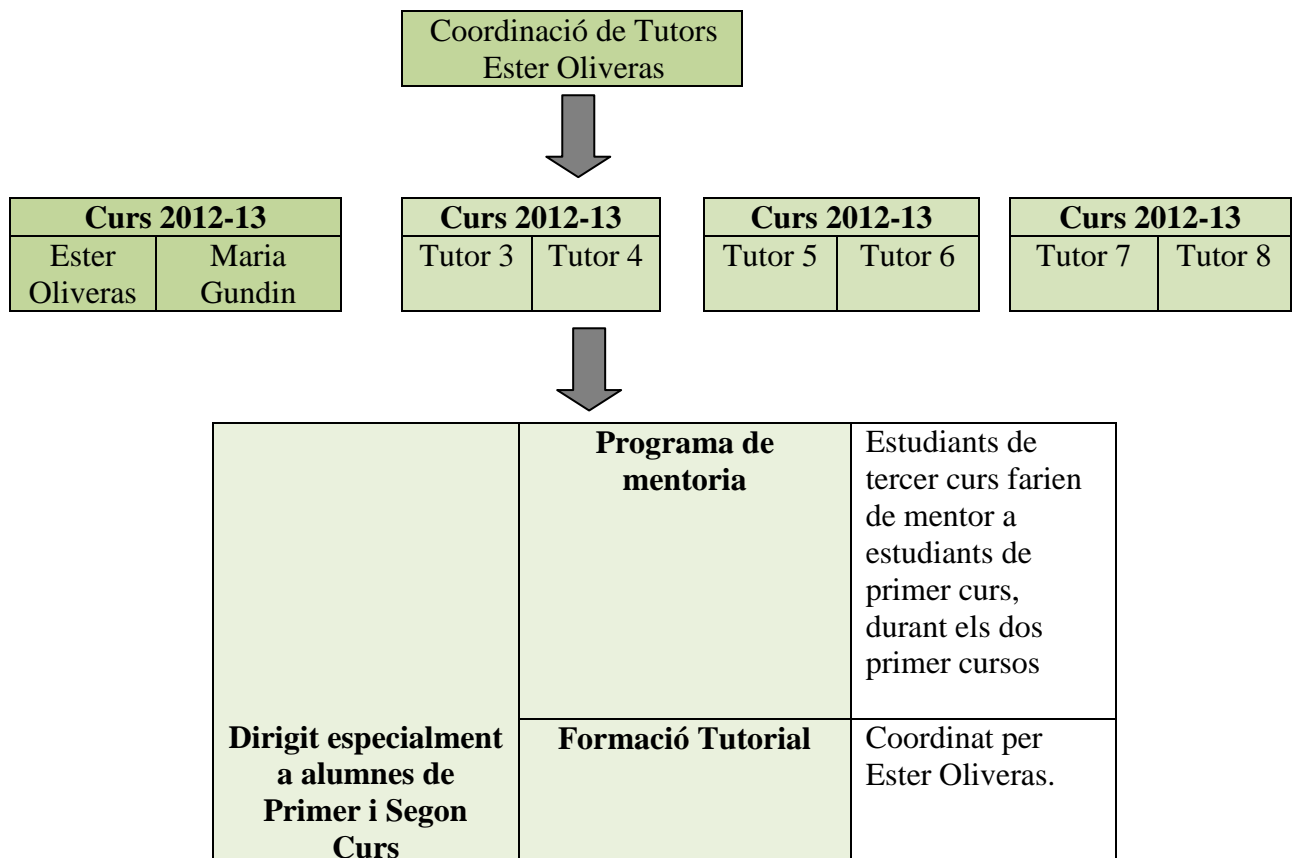 Coordinació de Tutors
Ester Oliveras
Curs 2012-13
Ester Oliveras
Maria Gundin
Curs 2012-13
Tutor 3
Tutor 4
Curs 2012-13
Tutor 5
Tutor 6
Curs 2012-13
Tutor 7
Tutor 8
Dirigit especialment
a alumnes de
Primer i Segon
Curs
Programa de
mentoria
Estudiants de
tercer curs farien
de mentor a
estudiants de
primer curs,
durant els dos
primer cursos
Formació Tutorial
Coordinat per
Ester Oliveras.